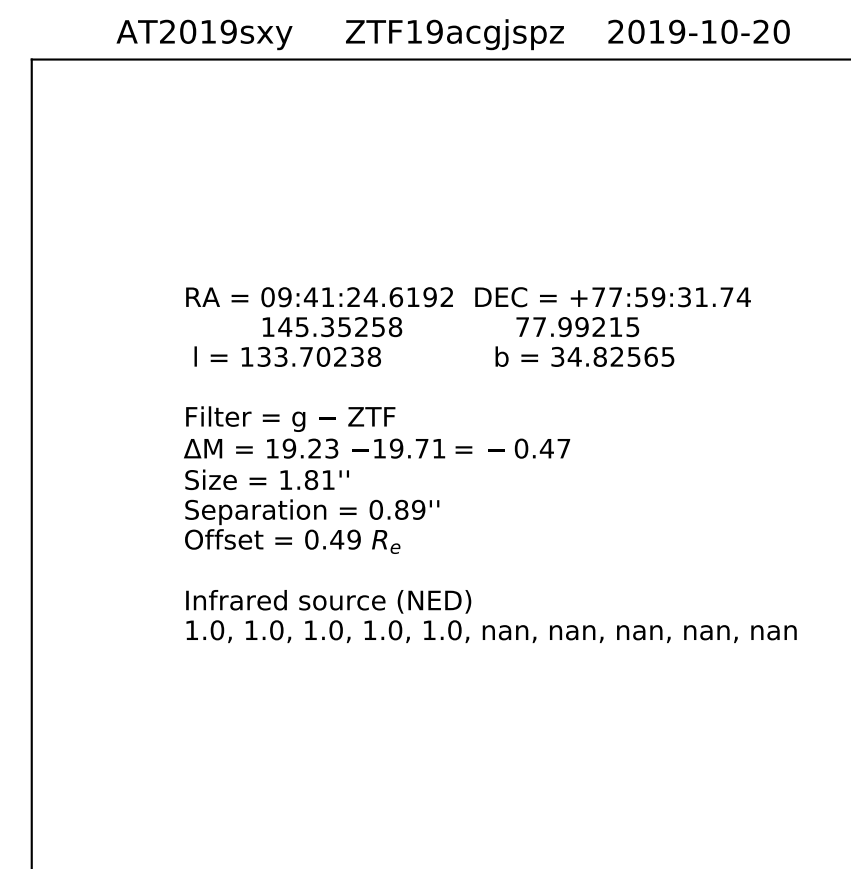 AT2019sxy ZTF19acgjspz 2019-10-20
RA = 09:41:24.6192 DEC = +77:59:31.74
145.35258 77.99215
l = 133.70238 b = 34.82565
Filter = g − ZTF
ΔM = 19.23 −19.71 = − 0.47
Size = 1.81''
Separation = 0.89''
Offset = 0.49 Re
Infrared source (NED)
1.0, 1.0, 1.0, 1.0, 1.0, nan, nan, nan, nan, nan